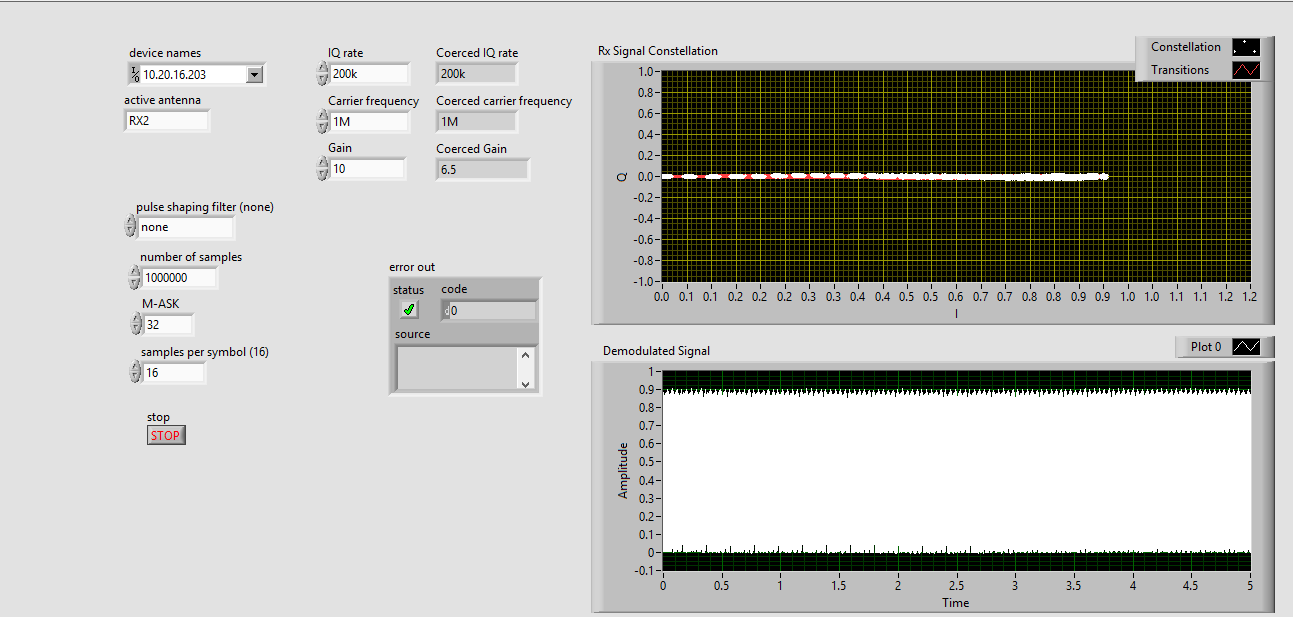 device names
10.20.16.203
active antenna
RX2
IQ rate
200k
Coerced IQ rate
200k
Carrier frequency
1M
Coerced carrier frequency
1M
Gain
10
Coerced Gain
6.5
pulse shaping filter (none)
none
number of samples
1000000
M-ASK
32
samples per symbol (16)
16
stop
STOP
error out
status
code
d0
source
Rx Signal Constellation
Constellation
Transitions
1.0
0.8
0.6
0.4
0.2
0.0
-0.2
-0.4
-0.6
-0.8
-1.0
Q
0.0 0.1 0.1 0.2 0.2 0.2 0.3 0.3 0.4 0.4 0.5 0.5 0.6 0.6 0.7 0.7 0.8 0.8 0.9 1.0 1.0 1.1 1.1 1.2 1.2
I
Demodulated Signal
Plot 0
1
0.9
0.8
0.7
0.6
0.5
0.4
0.3
0.2
0.1
0
-0.1
Amplitude
0 0.5 1 1.5 2 2.5 3 3.5 4 4.5 5
Time